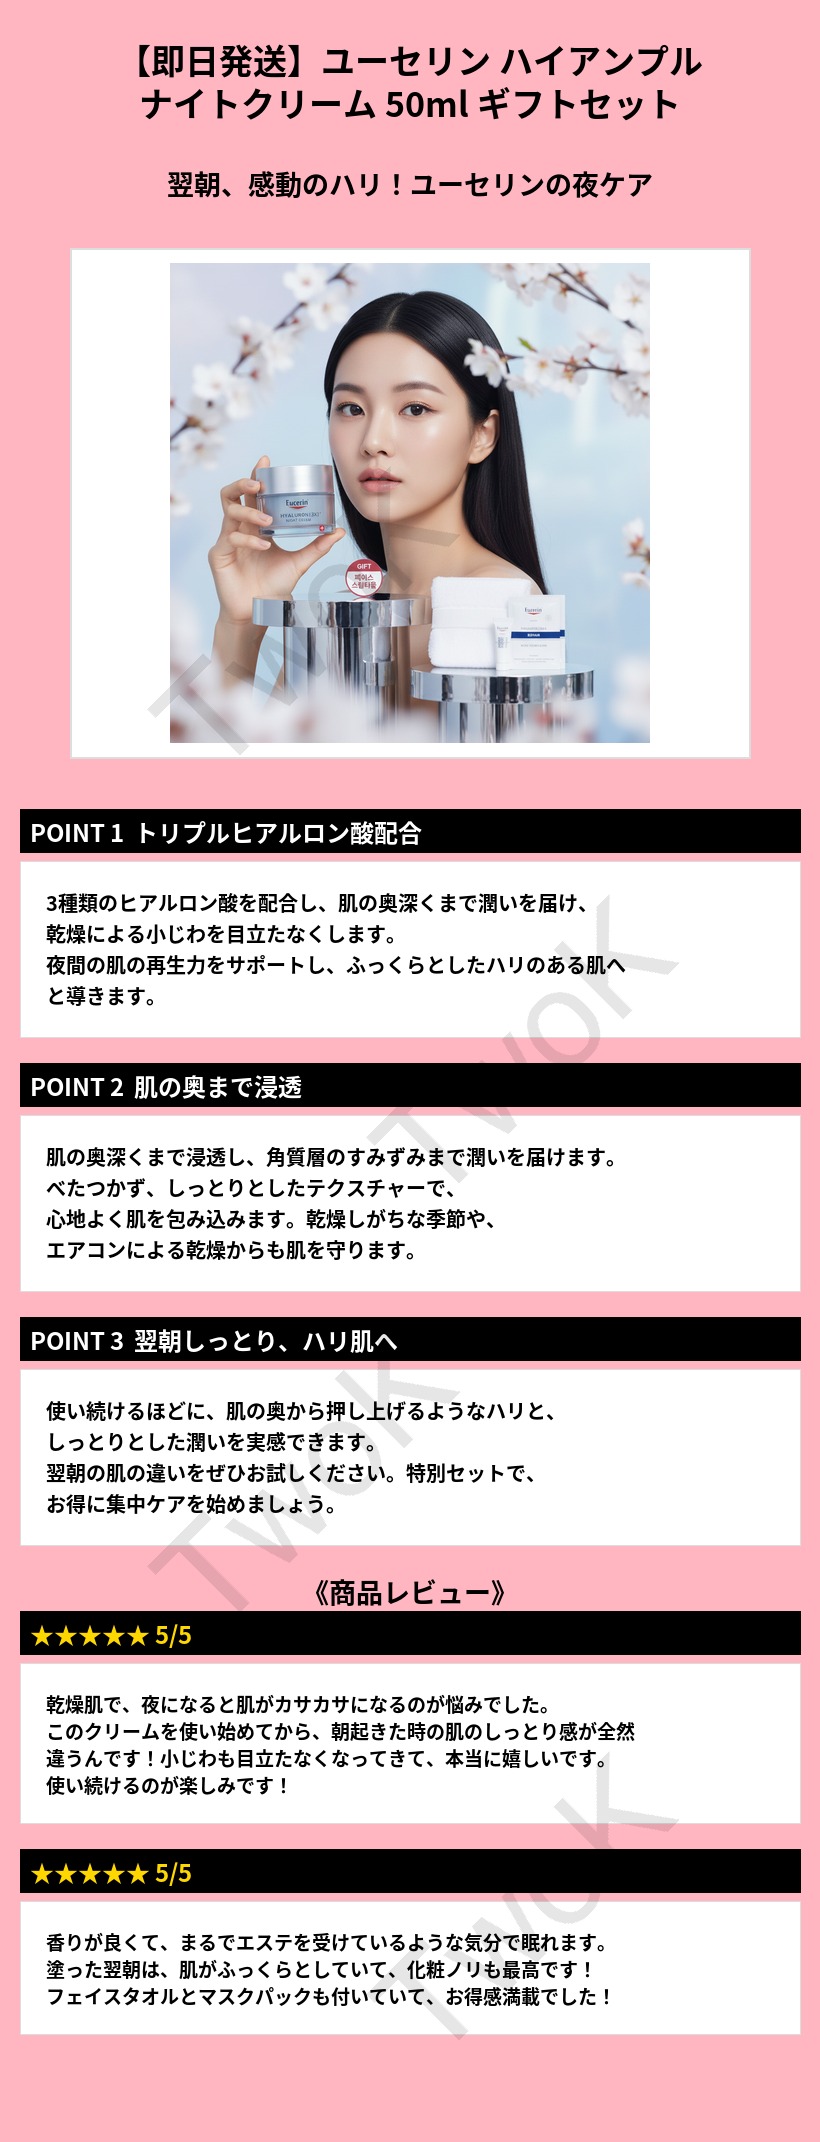 【即日発送】ユーセリン ハイアンプル
ナイトクリーム 50ml ギフトセット
翌朝、感動のハリ！ユーセリンの夜ケア
Eucerin
HYALURON [3X]
NIGHT CREAM
GIFT
페이스
스팀타올
Eucerin
REPAIR
TwoK
POINT 1 トリプルヒアルロン酸配合
3種類のヒアルロン酸を配合し、肌の奥深くまで潤いを届け、
乾燥による小じわを目立たなくします。
夜間の肌の再生力をサポートし、ふっくらとしたハリのある肌へ
と導きます。
TwoK
POINT 2 肌の奥まで浸透
肌の奥深くまで浸透し、角質層のすみずみまで潤いを届けます。
べたつかず、しっとりとしたテクスチャーで、
心地よく肌を包み込みます。乾燥しがちな季節や、
エアコンによる乾燥からも肌を守ります。
POINT 3 翌朝しっとり、ハリ肌へ
使い続けるほどに、肌の奥から押し上げるようなハリと、
しっとりとした潤いを実感できます。
翌朝の肌の違いをぜひお試しください。特別セットで、
お得に集中ケアを始めましょう。
TwoK
《商品レビュー》
★★★★★ 5/5
乾燥肌で、夜になると肌がカサカサになるのが悩みでした。
このクリームを使い始めてから、朝起きた時の肌のしっとり感が全然
違うんです！小じわも目立たなくなってきて、本当に嬉しいです。
使い続けるのが楽しみです！
★★★★★ 5/5
香りが良くて、まるでエステを受けているような気分で眠れます。
塗った翌朝は、肌がふっくらとしていて、化粧ノリも最高です！
フェイスタオルとマスクパックも付いていて、お得感満載でした！
TwoK